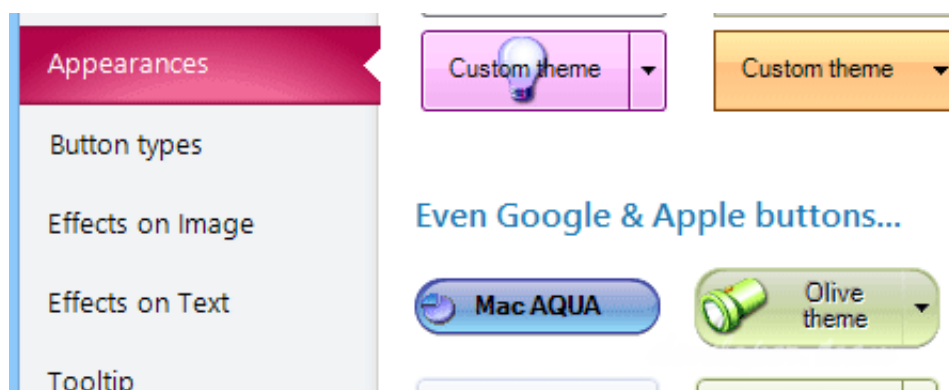 Appearances
Button types
Effects on Image
Effects on Text
Tooltip
Custom theme
Custom theme
Even Google & Apple buttons...
Mac AQUA
Olive
theme